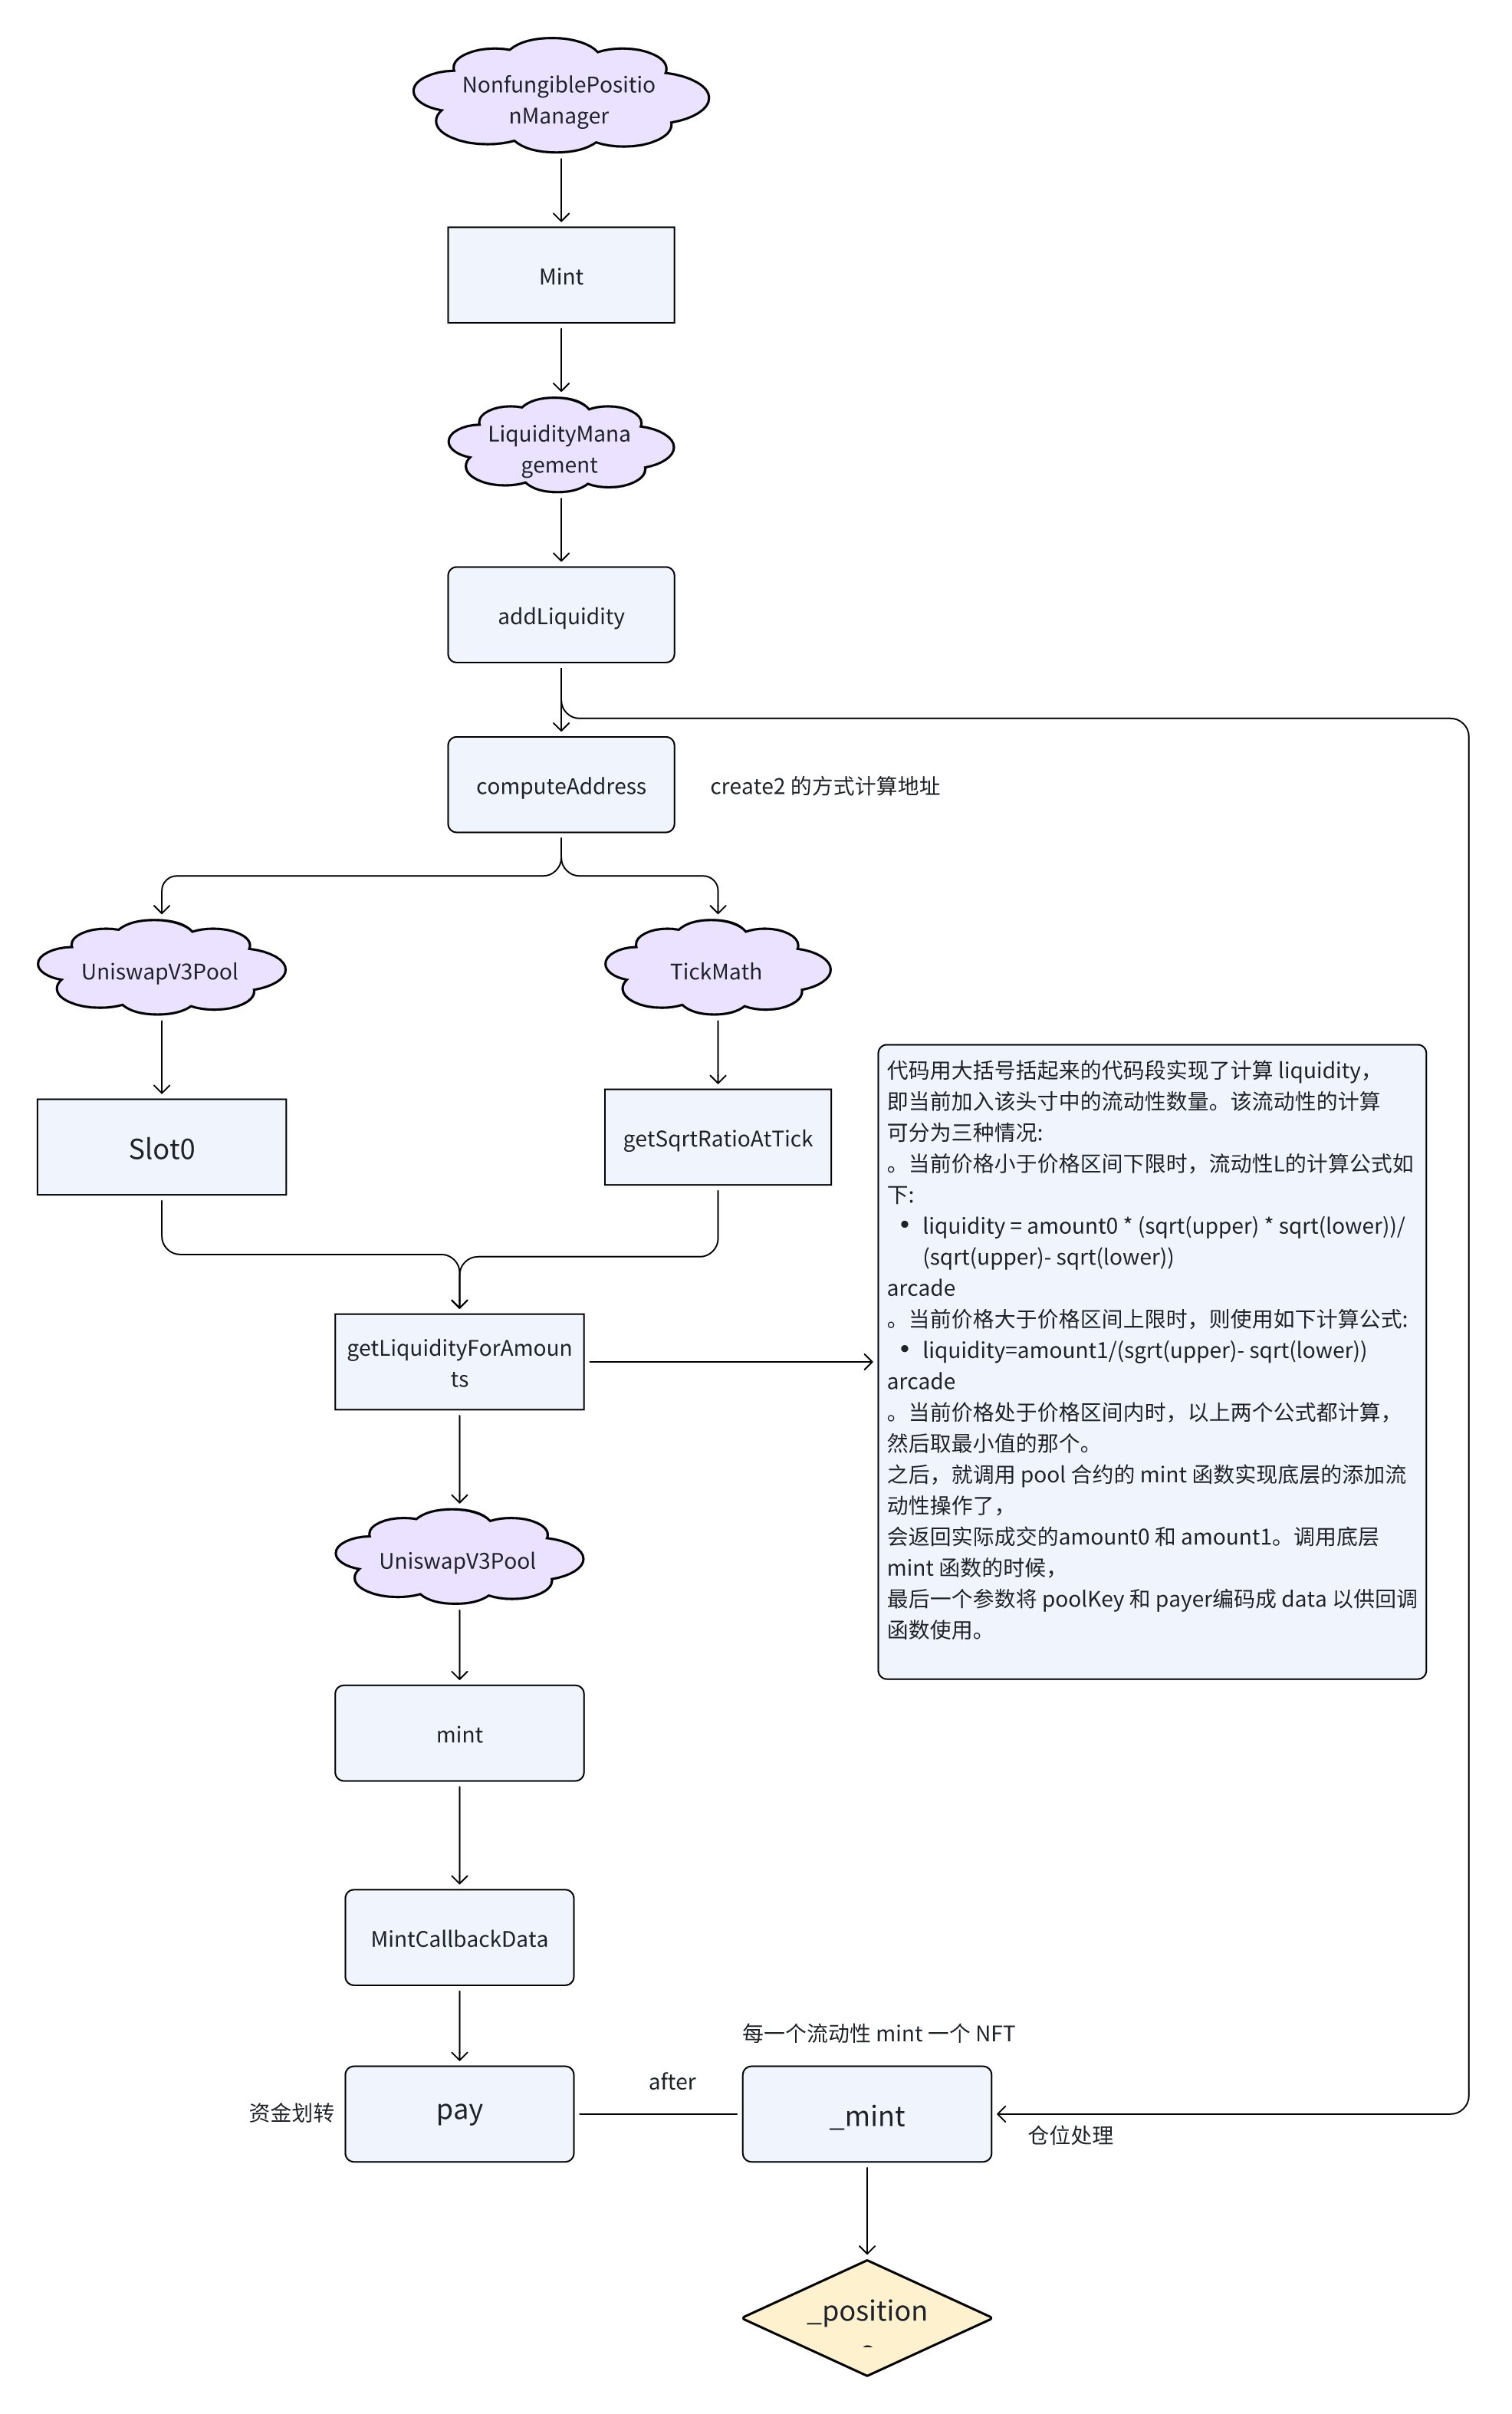 NonfungiblePositio
nManager
Mint
LiquidityMana
gement
addLiquidity
computeAddress
create2 的方式计算地址
UniswapV3Pool
TickMath
Slot0
getSqrtRatioAtTick
代码用大括号括起来的代码段实现了计算 liquidity，
即当前加入该头寸中的流动性数量。该流动性的计算
可分为三种情况:
。当前价格小于价格区间下限时，流动性L的计算公式如
下:
• liquidity = amount0 * (sqrt(upper) * sqrt(lower))/
(sqrt(upper)- sqrt(lower))
arcade
。当前价格大于价格区间上限时，则使用如下计算公式:
• liquidity=amount1/(sgrt(upper)- sqrt(lower))
arcade
。当前价格处于价格区间内时，以上两个公式都计算，
然后取最小值的那个。
之后，就调用 pool 合约的 mint 函数实现底层的添加流
动性操作了，
会返回实际成交的amount0 和 amount1。调用底层
mint 函数的时候，
最后一个参数将 poolKey 和 payer编码成 data 以供回调
函数使用。
getLiquidityForAmoun
ts
UniswapV3Pool
mint
MintCallbackData
每一个流动性 mint 一个 NFT
资金划转
pay
after
_mint
仓位处理
_position